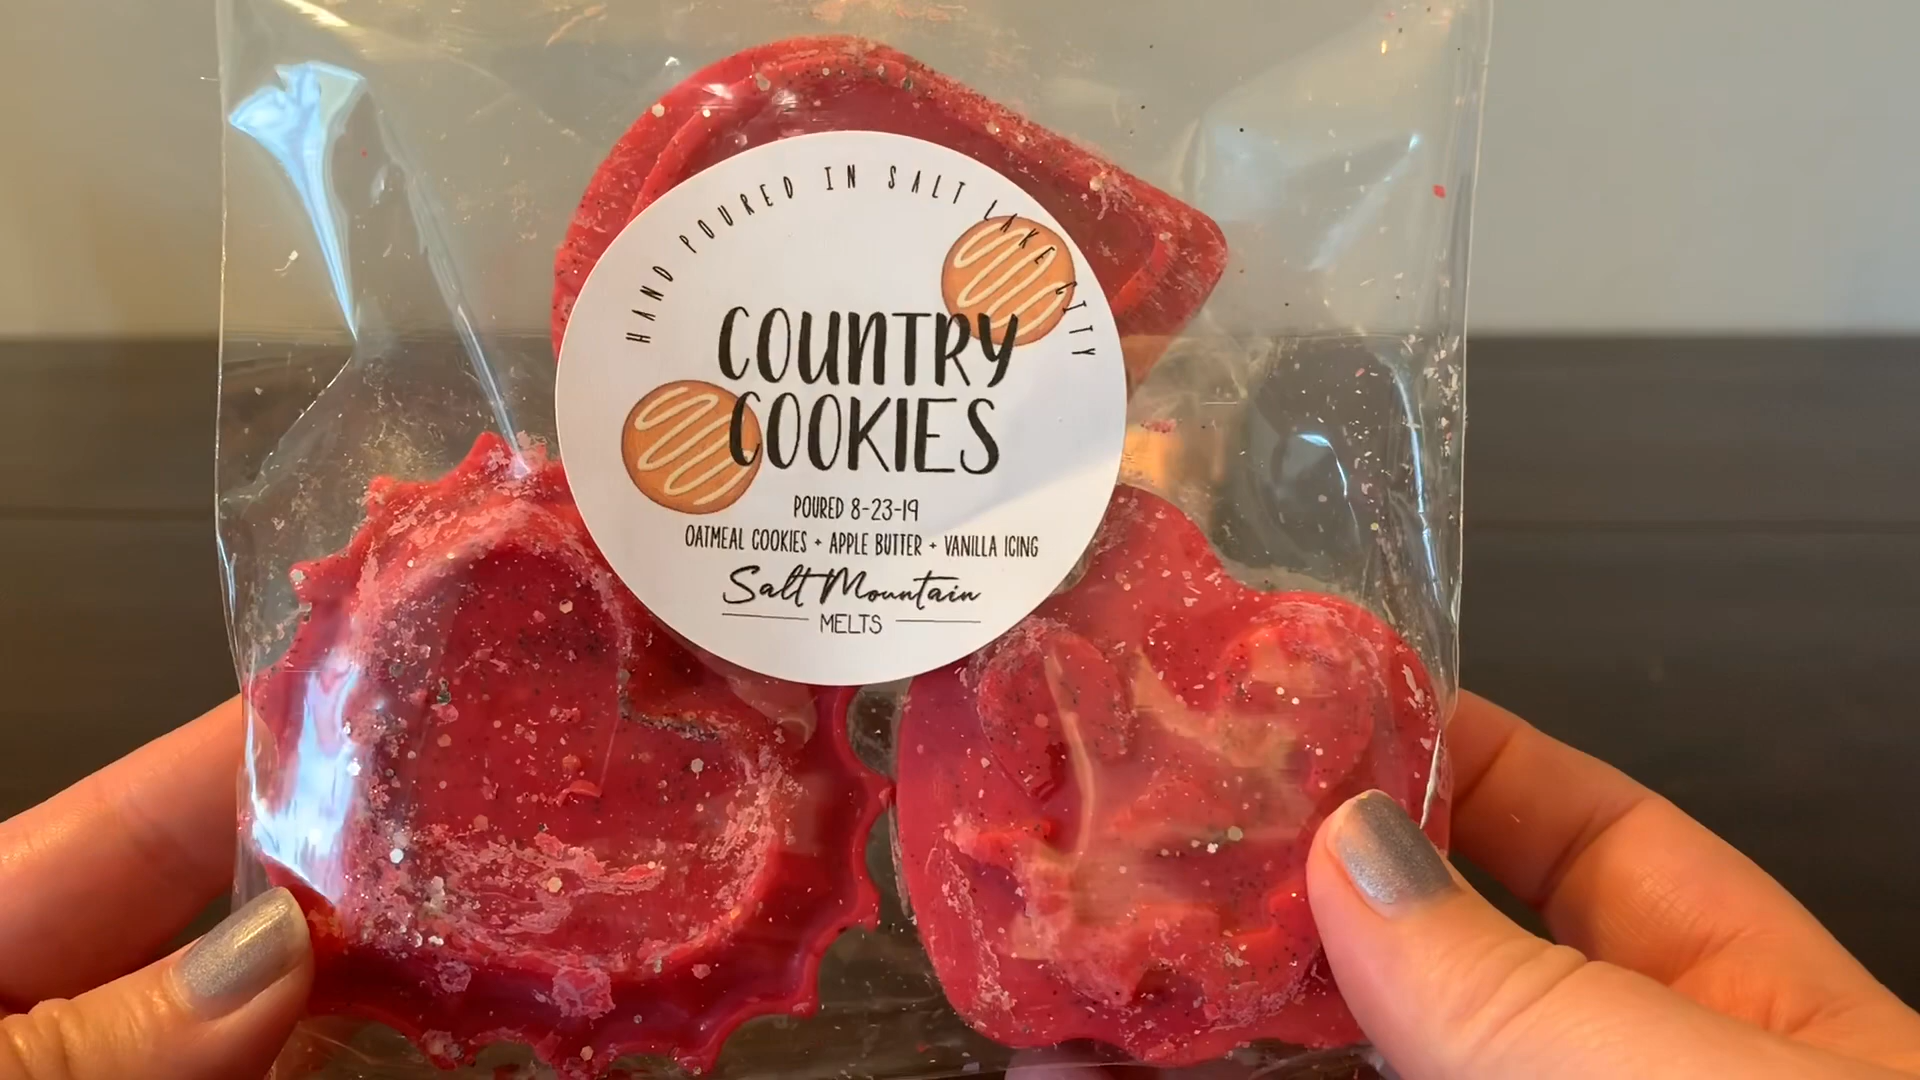 HAND POURED IN SALT LAKE CITY
COUNTRY
COOKIES
POURED 8-23-19
OATMEAL COOKIES + APPLE BUTTER + VANILLA ICING
Salt Mountain
MELTS